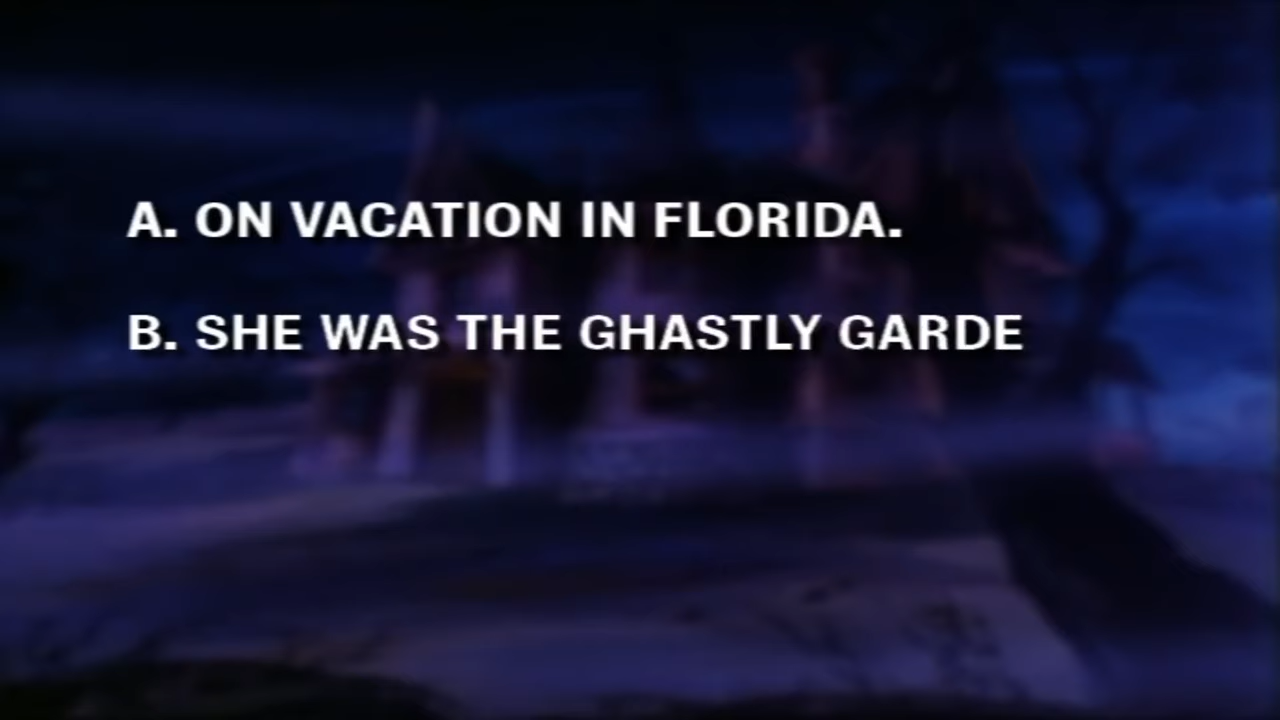 A. ON VACATION IN FLORIDA.
B. SHE WAS THE GHASTLY GARDE